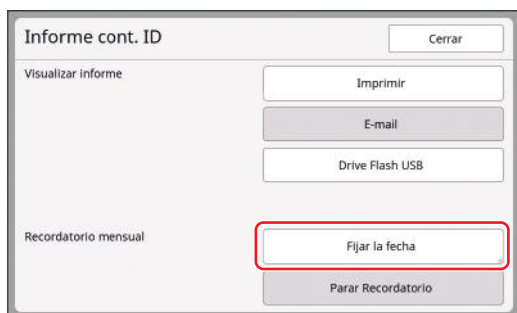 Informe cont. ID
Cerrar
Visualizar informe
Imprimir
E-mail
Drive Flash USB
Recordatorio mensual
Fijar la fecha
Parar Recordatorio